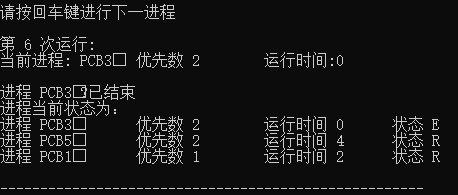 请按回车键进行下一进程
第 6 次运行:
当前进程: PCB3□ 优先数 2 运行时间:0
进程 PCB3□?已结束
进程当前状态为:
进程 PCB3□ 优先数 2 运行时间 0 状态 E
进程 PCB5□ 优先数 2 运行时间 4 状态 R
进程 PCB1□ 优先数 1 运行时间 2 状态 R
------------------------------------------------------------